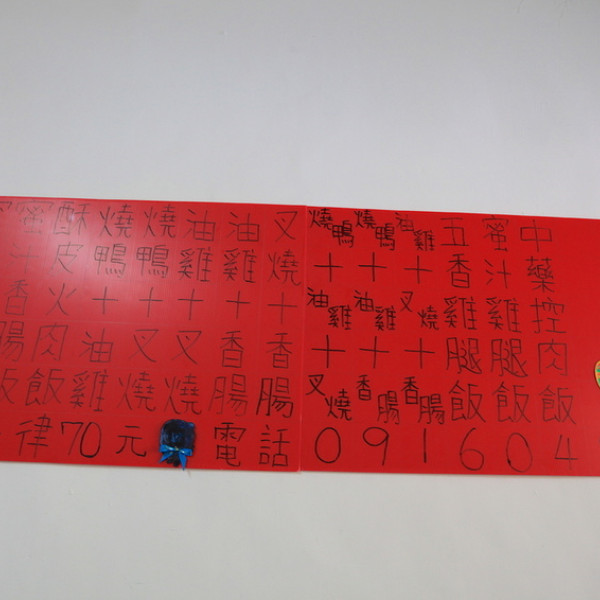 中藥控肉飯
蜜汁雞腿飯
五香雞腿飯
油雞+叉燒+香腸
燒鴨+油雞+香腸
燒鴨+油雞+叉燒
叉燒+香腸
油雞+香腸
油雞+叉燒
燒鴨+叉燒
燒鴨+油雞
酥皮火肉飯
律70元 電話 091604